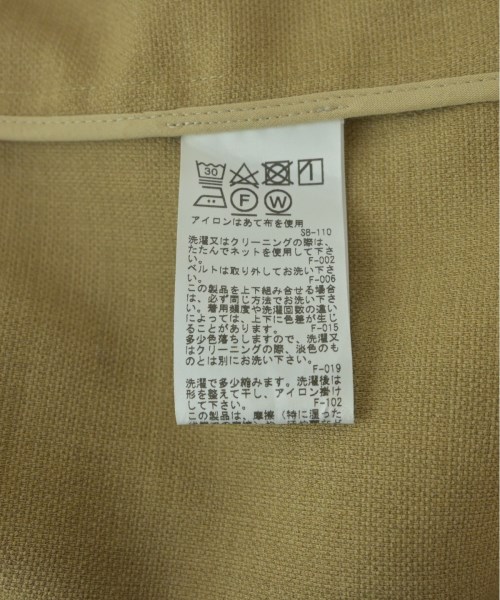 30
F W
アイロンはあて布を使用
SB-110
洗濯又はクリーニングの際は、
たたんでネットを使用して下さ
い。 F-002
ベルトは取り外してお洗い下さ
い。 F-006
この製品を上下組み合せる場合
は、必ず同じ方法でお洗い下さ
い。着用頻度や洗濯回数の違い
によっては、上下に色差が生じ
ることがあります。 F-015
多少色落ちしますので、洗濯又
はクリーニングの際、淡色のも
のとは別にお洗い下さい。
F-019
洗濯で多少縮みます。洗濯後は
形を整えて干し、アイロン掛け
して下さい。 F-102
この製品は、摩擦（特に湿った